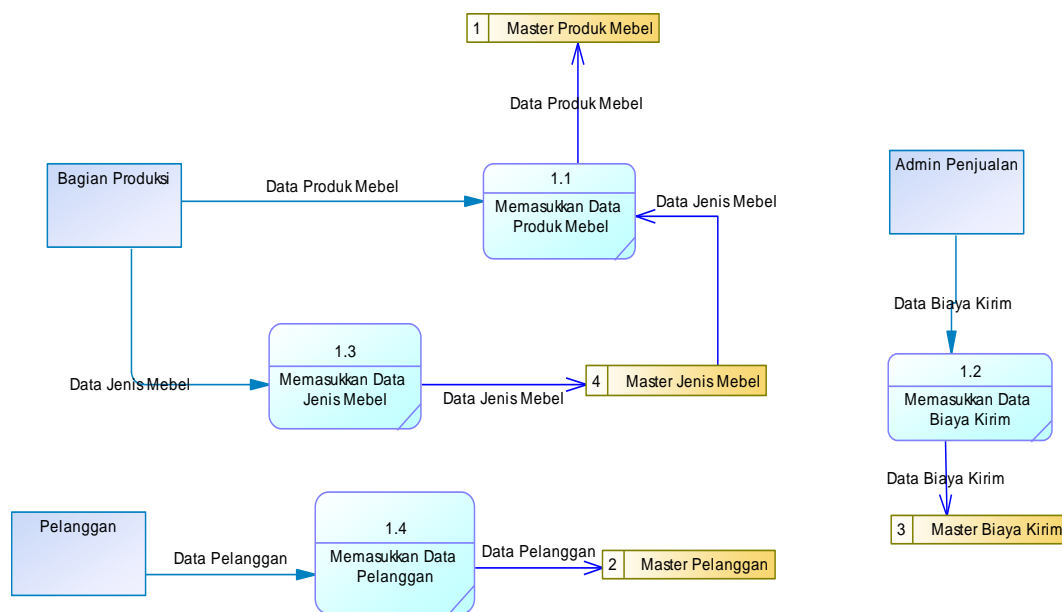 1 Master Produk Mebel
Data Produk Mebel
Bagian Produksi
Data Produk Mebel
1.1
Memasukkan Data
Produk Mebel
Data Jenis Mebel
Admin Penjualan
Data Biaya Kirim
1.3
Memasukkan Data
Jenis Mebel
Data Jenis Mebel
Data Jenis Mebel
4 Master Jenis Mebel
1.2
Memasukkan Data
Biaya Kirim
Data Biaya Kirim
3 Master Biaya Kirim
Pelanggan
Data Pelanggan
1.4
Memasukkan Data
Pelanggan
Data Pelanggan
2 Master Pelanggan